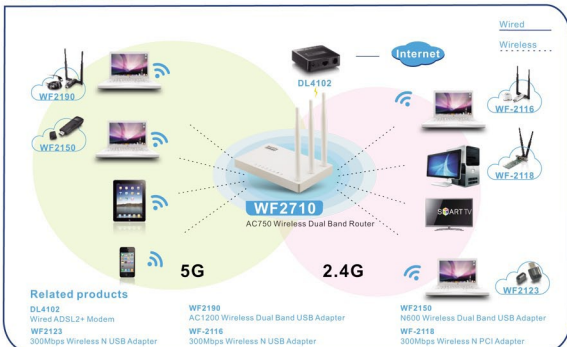 Wired
Wireless
Internet
DL4102
WF2190
WF-2116
WF2150
WF-2118
SMART TV
WF2710
AC750 Wireless Dual Band Router
5G
2.4G
WF2123
Related products
DL4102
Wired ADSL2+ Modem
WF2123
300Mbps Wireless N USB Adapter
WF2190
AC1200 Wireless Dual Band USB Adapter
WF-2116
300Mbps Wireless N USB Adapter
WF2150
N600 Wireless Dual Band USB Adapter
WF-2118
300Mbps Wireless N PCI Adapter